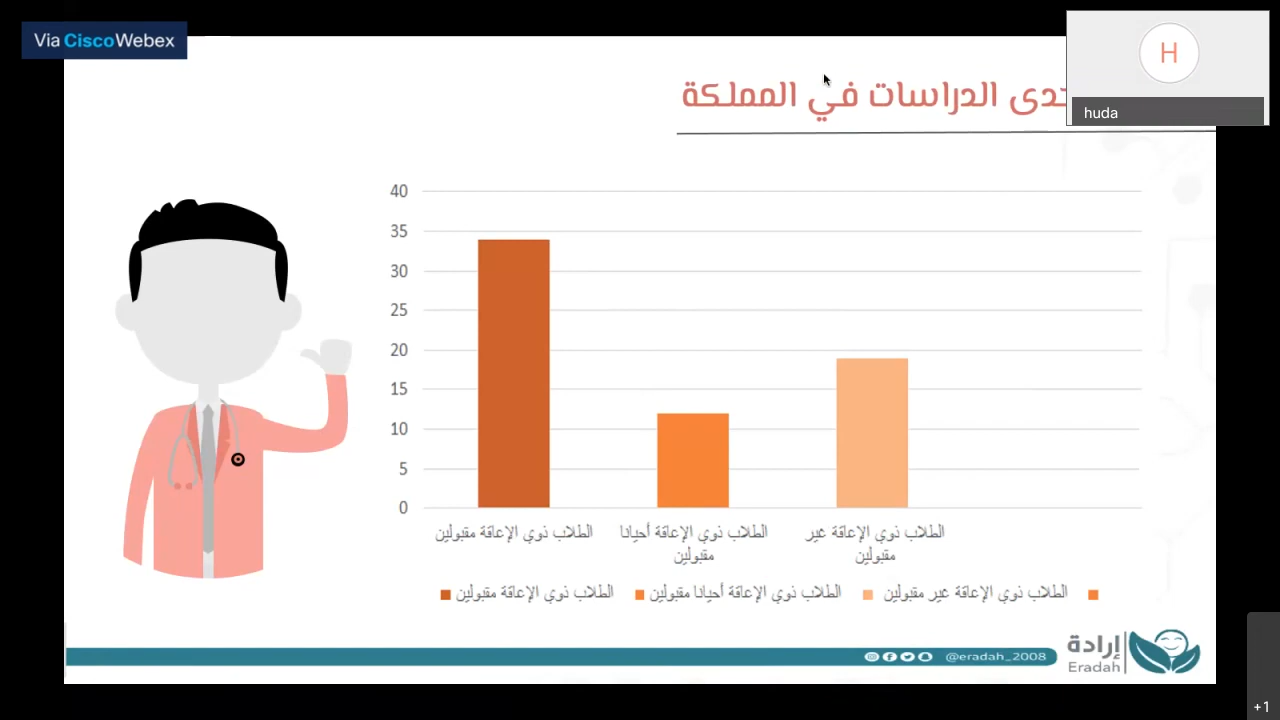 Via Cisco Webex
H
huda
الدراسات في المملكة
40
35
30
25
20
15
10
5
0
الطلاب ذوي الإعاقة مقبولين
الطلاب ذوي الإعاقة أحيانا
مقبولين
الطلاب ذوي الإعاقة غير
مقبولين
الطلاب ذوي الإعاقة مقبولين
الطلاب ذوي الإعاقة أحيانا مقبولين
الطلاب ذوي الإعاقة غير مقبولين
@eradah_2008
إرادة
Eradah
+1